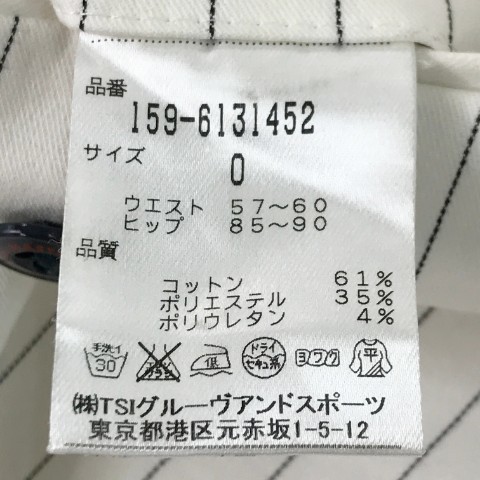 品番
159-6131452
サイズ
0
ウエスト 57〜60
ヒップ 85〜90
品質
コットン 61%
ポリエステル 35%
ポリウレタン 4%
手洗イ 30 低 ドライ セキユ系 ヨワク 平
㈱TSIグルーヴアンドスポーツ
東京都港区元赤坂1-5-12